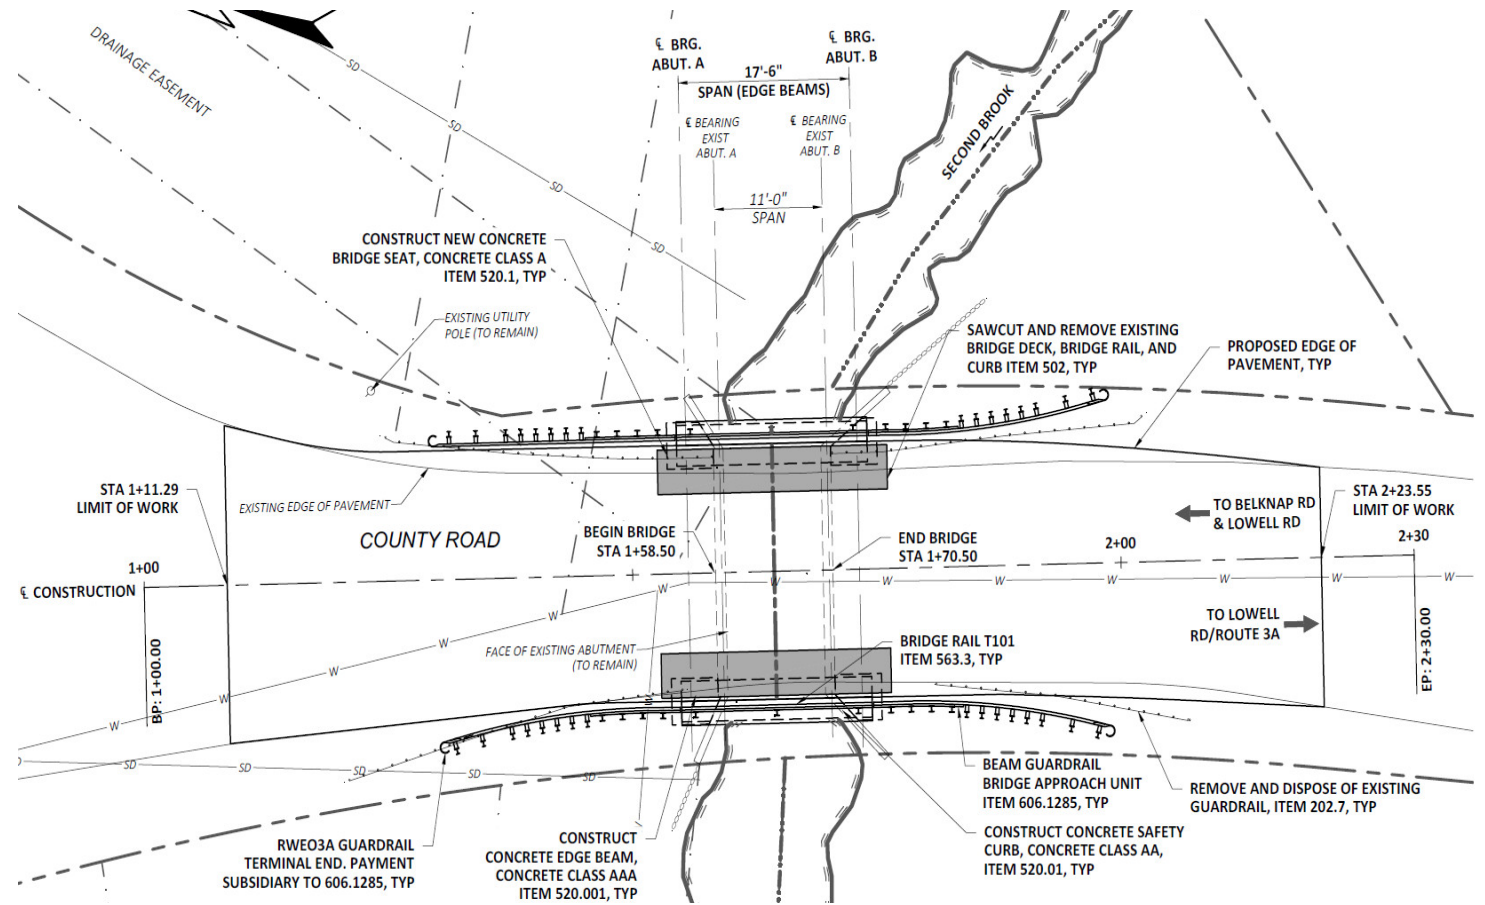 N
DRAINAGE EASEMENT
SD
SD
SD
SD
℄ BRG.
ABUT. A
℄ BRG.
ABUT. B
17'-6"
SPAN (EDGE BEAMS)
℄ BEARING
EXIST
ABUT. A
℄ BEARING
EXIST
ABUT. B
11'-0"
SPAN
SECOND BROOK
CONSTRUCT NEW CONCRETE
BRIDGE SEAT, CONCRETE CLASS A
ITEM 520.1, TYP
EXISTING UTILITY
POLE (TO REMAIN)
SAWCUT AND REMOVE EXISTING
BRIDGE DECK, BRIDGE RAIL, AND
CURB ITEM 502, TYP
PROPOSED EDGE OF
PAVEMENT, TYP
STA 1+11.29
LIMIT OF WORK
EXISTING EDGE OF PAVEMENT
COUNTY ROAD
BEGIN BRIDGE
STA 1+58.50
END BRIDGE
STA 1+70.50
TO BELKNAP RD
& LOWELL RD
STA 2+23.55
LIMIT OF WORK
1+00
2+00
2+30
℄ CONSTRUCTION
W
W
W
W
W
W
W
W
W
W
W
W
BP: 1+00.00
FACE OF EXISTING ABUTMENT
(TO REMAIN)
BRIDGE RAIL T101
ITEM 563.3, TYP
TO LOWELL
RD/ROUTE 3A
EP: 2+30.00
SD
SD
SD
SD
SD
BEAM GUARDRAIL
BRIDGE APPROACH UNIT
ITEM 606.1285, TYP
REMOVE AND DISPOSE OF EXISTING
GUARDRAIL, ITEM 202.7, TYP
RWEO3A GUARDRAIL
TERMINAL END. PAYMENT
SUBSIDIARY TO 606.1285, TYP
CONSTRUCT
CONCRETE EDGE BEAM,
CONCRETE CLASS AAA
ITEM 520.001, TYP
CONSTRUCT CONCRETE SAFETY
CURB, CONCRETE CLASS AA,
ITEM 520.01, TYP